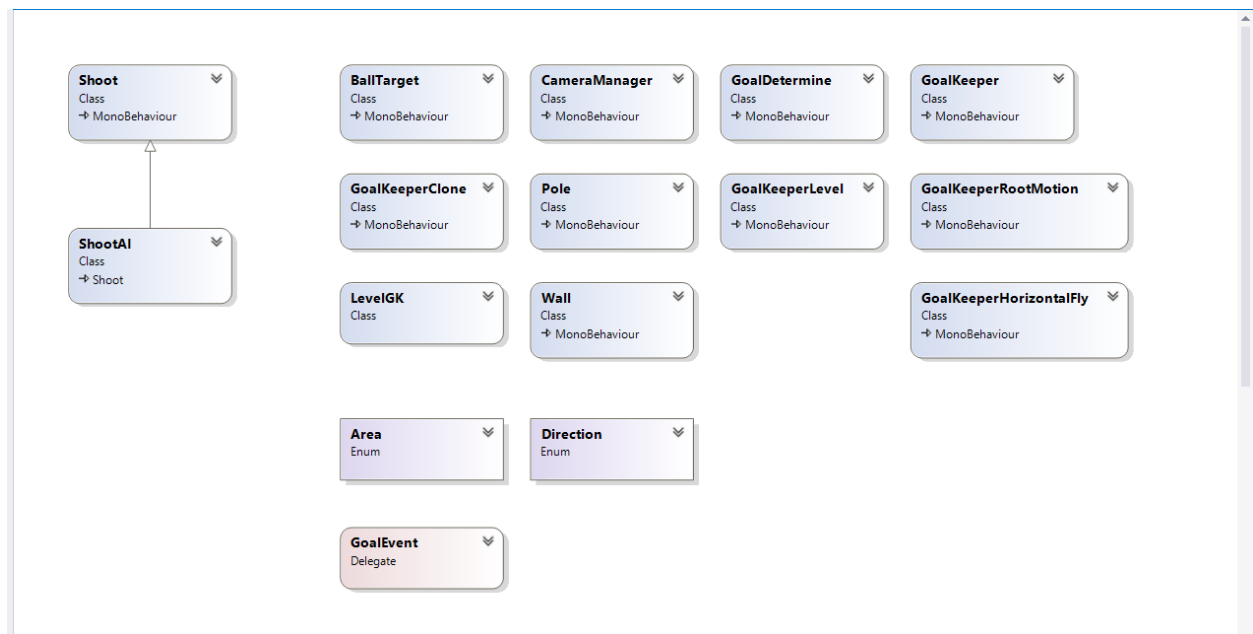 Shoot
Class
MonoBehaviour
BallTarget
Class
MonoBehaviour
CameraManager
Class
MonoBehaviour
GoalDetermine
Class
MonoBehaviour
GoalKeeper
Class
MonoBehaviour
GoalKeeperClone
Class
MonoBehaviour
Pole
Class
MonoBehaviour
GoalKeeperLevel
Class
MonoBehaviour
GoalKeeperRootMotion
Class
MonoBehaviour
ShootAI
Class
Shoot
LevelGK
Class
Wall
Class
MonoBehaviour
GoalKeeperHorizontalFly
Class
MonoBehaviour
Area
Enum
Direction
Enum
GoalEvent
Delegate